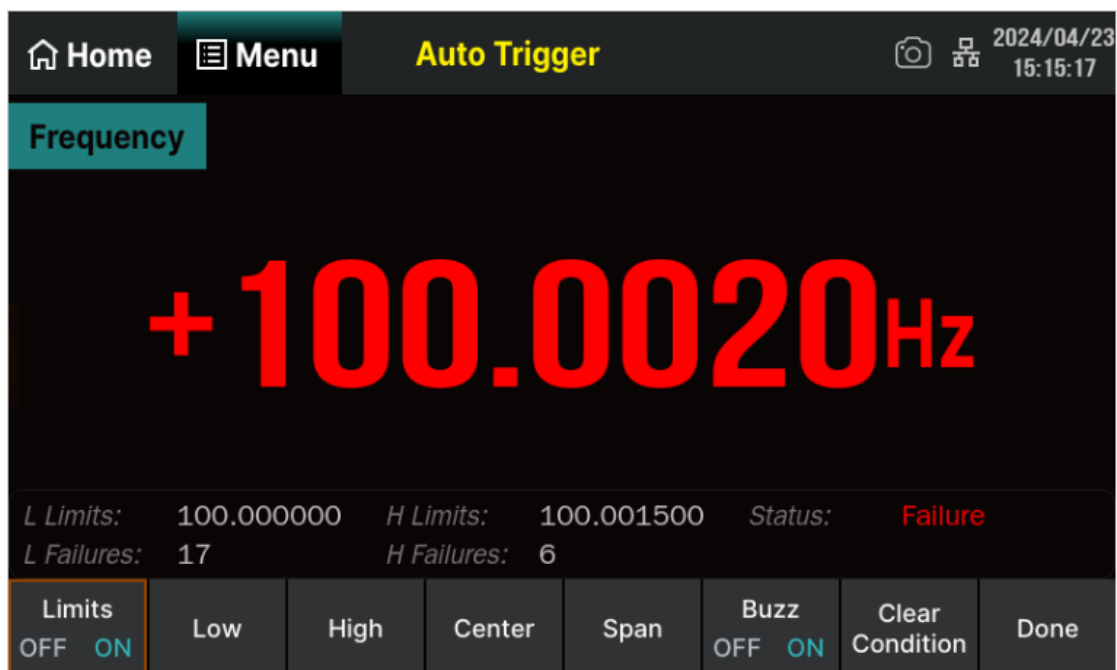 Home Menu Auto Trigger 2024/04/23
15:15:17
Frequency
+100.0020Hz
L Limits: 100.000000 H Limits: 100.001500 Status: Failure
L Failures: 17 H Failures: 6
Limits Low High Center Span Buzz Clear Condition Done
OFF ON OFF ON